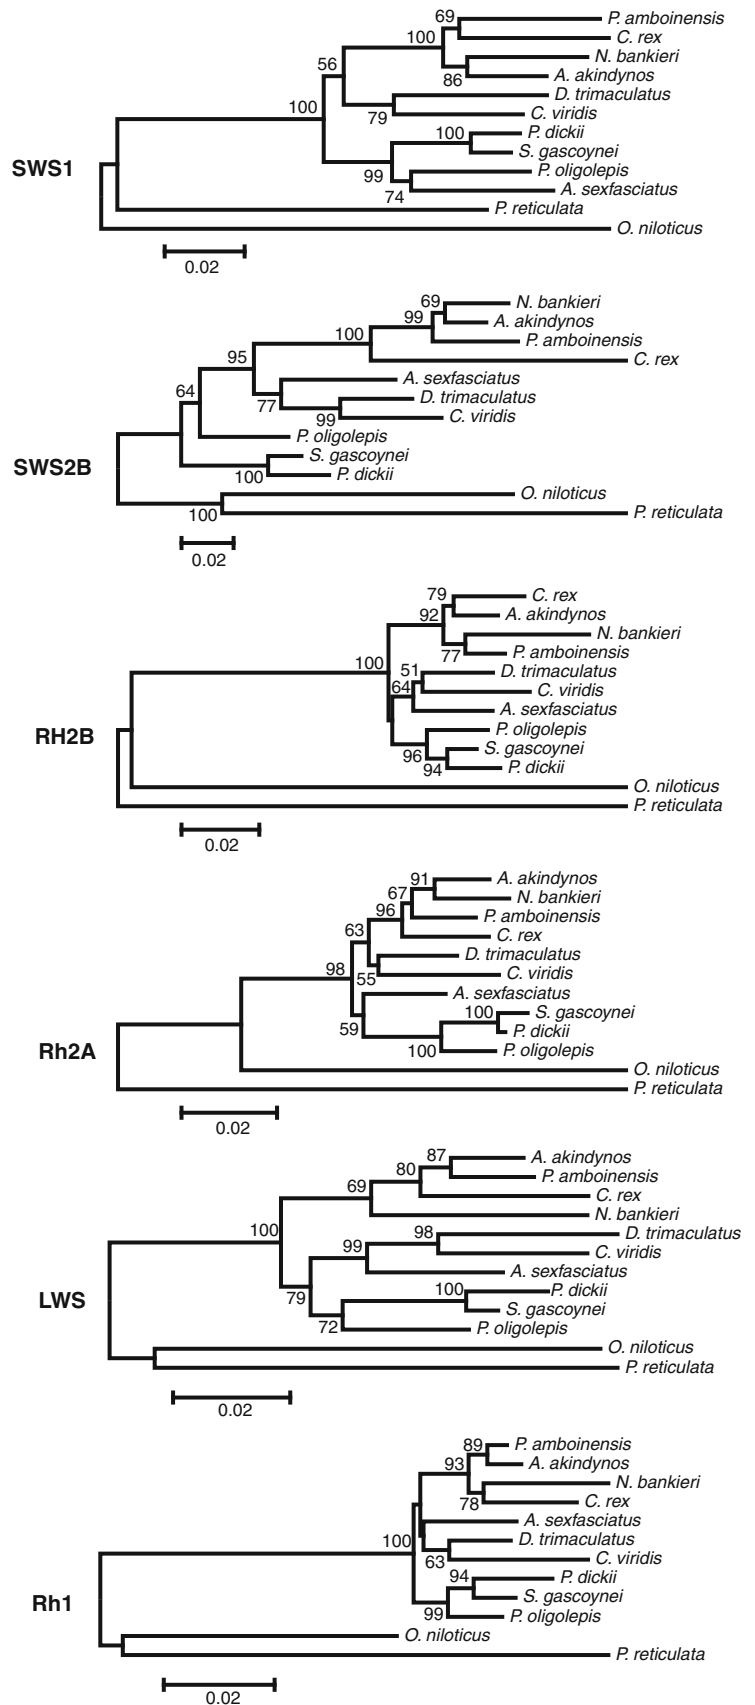 69
P. amboinensis
100
C. rex
56
N. bankieri
86
A. akindynos
100
D. trimaculatus
79
C. viridis
100
P. dickii
SWS1
S. gascoynei
99
P. oligolepis
74
A. sexfasciatus
P. reticulata
O. niloticus
0.02
69
N. bankieri
99
A. akindynos
100
P. amboinensis
95
C. rex
64
A. sexfasciatus
77
D. trimaculatus
99
C. viridis
P. oligolepis
SWS2B
S. gascoynei
100
P. dickii
O. niloticus
100
P. reticulata
0.02
79
C. rex
92
A. akindynos
N. bankieri
77
P. amboinensis
100
51
D. trimaculatus
64
C. viridis
A. sexfasciatus
RH2B
P. oligolepis
96
S. gascoynei
94
P. dickii
O. niloticus
P. reticulata
0.02
91
A. akindynos
67
N. bankieri
96
P. amboinensis
63
C. rex
98
D. trimaculatus
55
C. viridis
A. sexfasciatus
59
100
S. gascoynei
P. dickii
Rh2A
100
P. oligolepis
O. niloticus
P. reticulata
0.02
87
A. akindynos
80
P. amboinensis
69
C. rex
N. bankieri
100
98
D. trimaculatus
99
C. viridis
A. sexfasciatus
79
100
P. dickii
LWS
S. gascoynei
72
P. oligolepis
O. niloticus
P. reticulata
0.02
89
P. amboinensis
93
A. akindynos
N. bankieri
78
C. rex
A. sexfasciatus
100
D. trimaculatus
63
C. viridis
94
P. dickii
Rh1
S. gascoynei
99
P. oligolepis
O. niloticus
P. reticulata
0.02